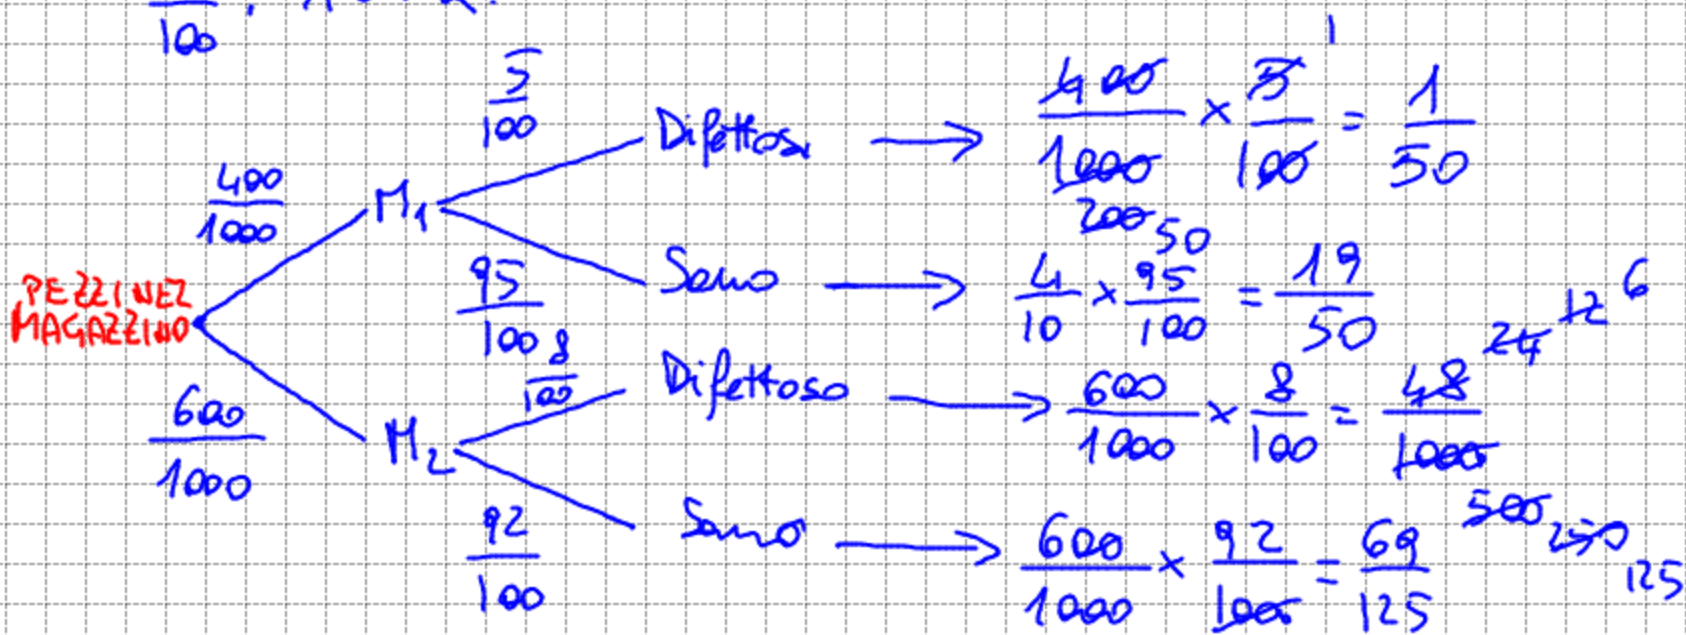 100
5/100
400/1000
M₁
Difettoso → 400/1000 200 × 5/100 1 = 1/50
50
95/100
Sano → 4/10 × 95/100 = 19/50
PEZZI NEL
MAGAZZINO
600/1000
M₂
8/100
Difettoso → 600/1000 × 8/100 = 48/1000 24 12 6
500 250 125
92/100
Sano → 600/1000 × 92/100 = 69/125